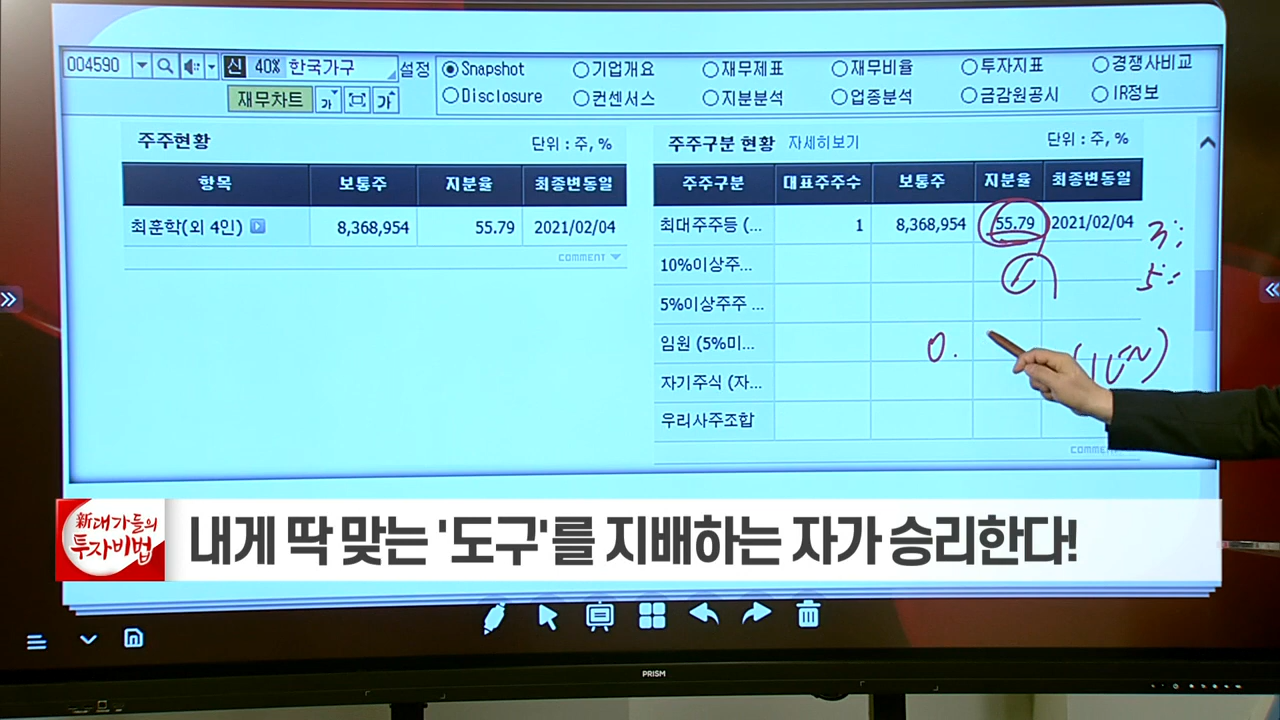 004590 신 40% 한국가구 설정 Snapshot 기업개요 재무제표 재무비율 투자지표 경쟁사비교
재무차트 가 가 Disclosure 컨센서스 지분분석 업종분석 금감원공시 IR정보
주주현황 단위 : 주, %
항목 보통주 지분율 최종변동일
최훈학(외 4인) 8,368,954 55.79 2021/02/04
COMMENT
주주구분 현황 자세히보기 단위 : 주, %
주주구분 대표주주수 보통주 지분율 최종변동일
최대주주등 (... 1 8,368,954 55.79 2021/02/04
10%이상주...
5%이상주주 ...
임원 (5%미...
자기주식 (자...
우리사주조합
3:
5:
0.
新대가들의
투자비법
내게 딱 맞는 '도구'를 지배하는 자가 승리한다!
PRISM